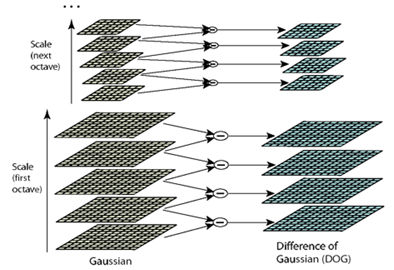 ...
Scale
(next
octave)
Scale
(first
octave)
Gaussian
Difference of
Gaussian (DOG)